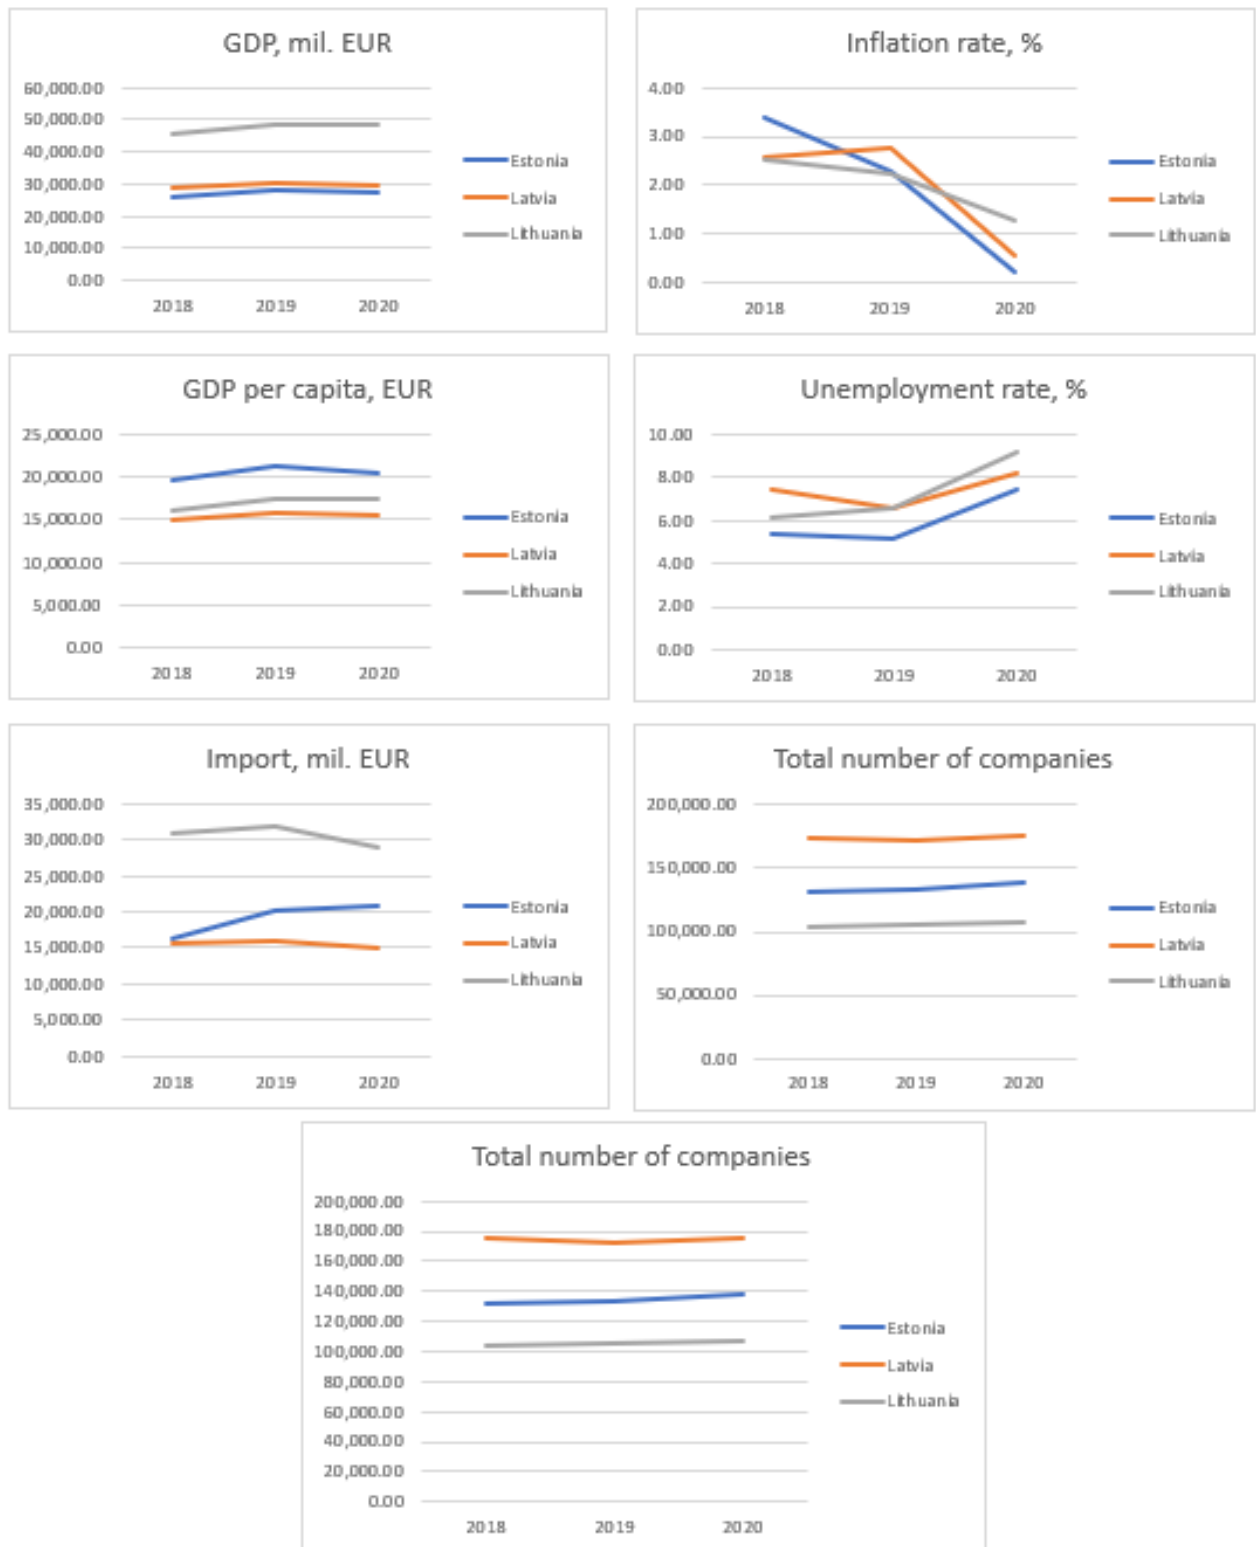 GDP, mil. EUR
60,000.00
50,000.00
40,000.00
30,000.00
20,000.00
10,000.00
0.00
2018 2019 2020
Estonia
Latvia
Lithuania
Inflation rate, %
4.00
3.00
2.00
1.00
0.00
2018 2019 2020
Estonia
Latvia
Lithuania
GDP per capita, EUR
25,000.00
20,000.00
15,000.00
10,000.00
5,000.00
0.00
2018 2019 2020
Estonia
Latvia
Lithuania
Unemployment rate, %
10.00
8.00
6.00
4.00
2.00
0.00
2018 2019 2020
Estonia
Latvia
Lithuania
Import, mil. EUR
35,000.00
30,000.00
25,000.00
20,000.00
15,000.00
10,000.00
5,000.00
0.00
2018 2019 2020
Estonia
Latvia
Lithuania
Total number of companies
200,000.00
150,000.00
100,000.00
50,000.00
0.00
2018 2019 2020
Estonia
Latvia
Lithuania
Total number of companies
200,000.00
180,000.00
160,000.00
140,000.00
120,000.00
100,000.00
80,000.00
60,000.00
40,000.00
20,000.00
0.00
2018 2019 2020
Estonia
Latvia
Lithuania